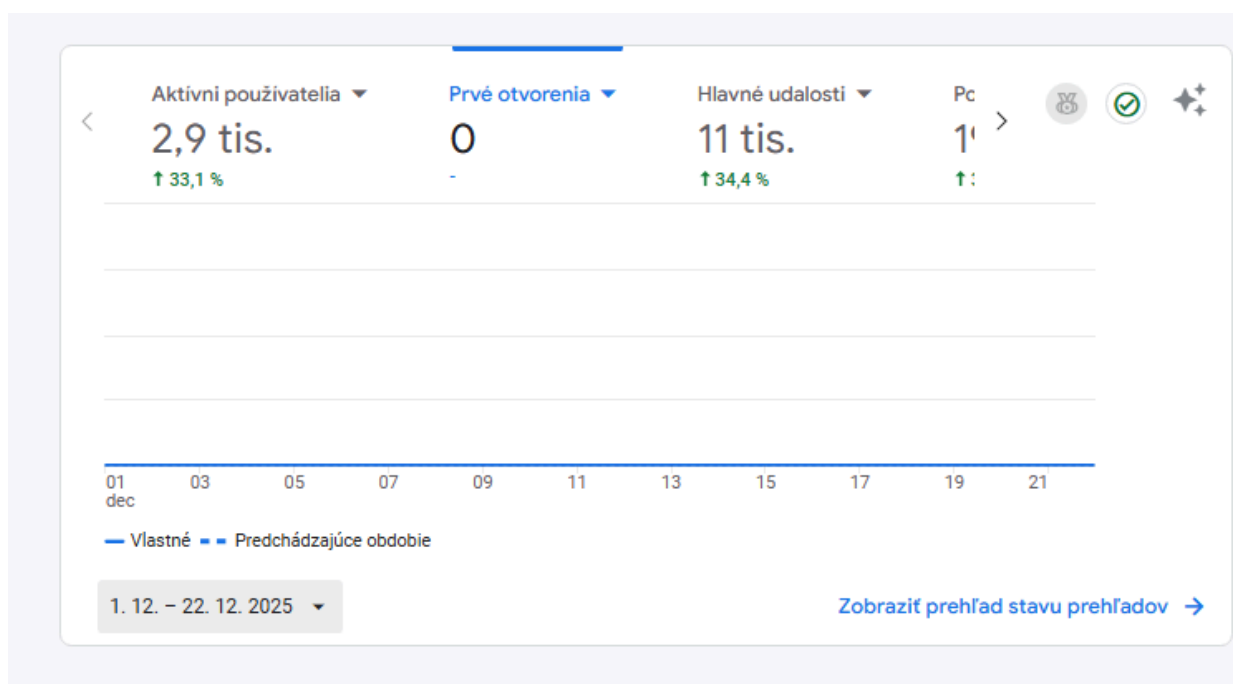 Aktívni používatelia
Prvé otvorenia
Hlavné udalosti
2,9 tis.
0
11 tis.
↑ 33,1 %
-
↑ 34,4 %
01 03 05 07 09 11 13 15 17 19 21
dec
Vlastné Predchádzajúce obdobie
1. 12. – 22. 12. 2025
Zobraziť prehľad stavu prehľadov →